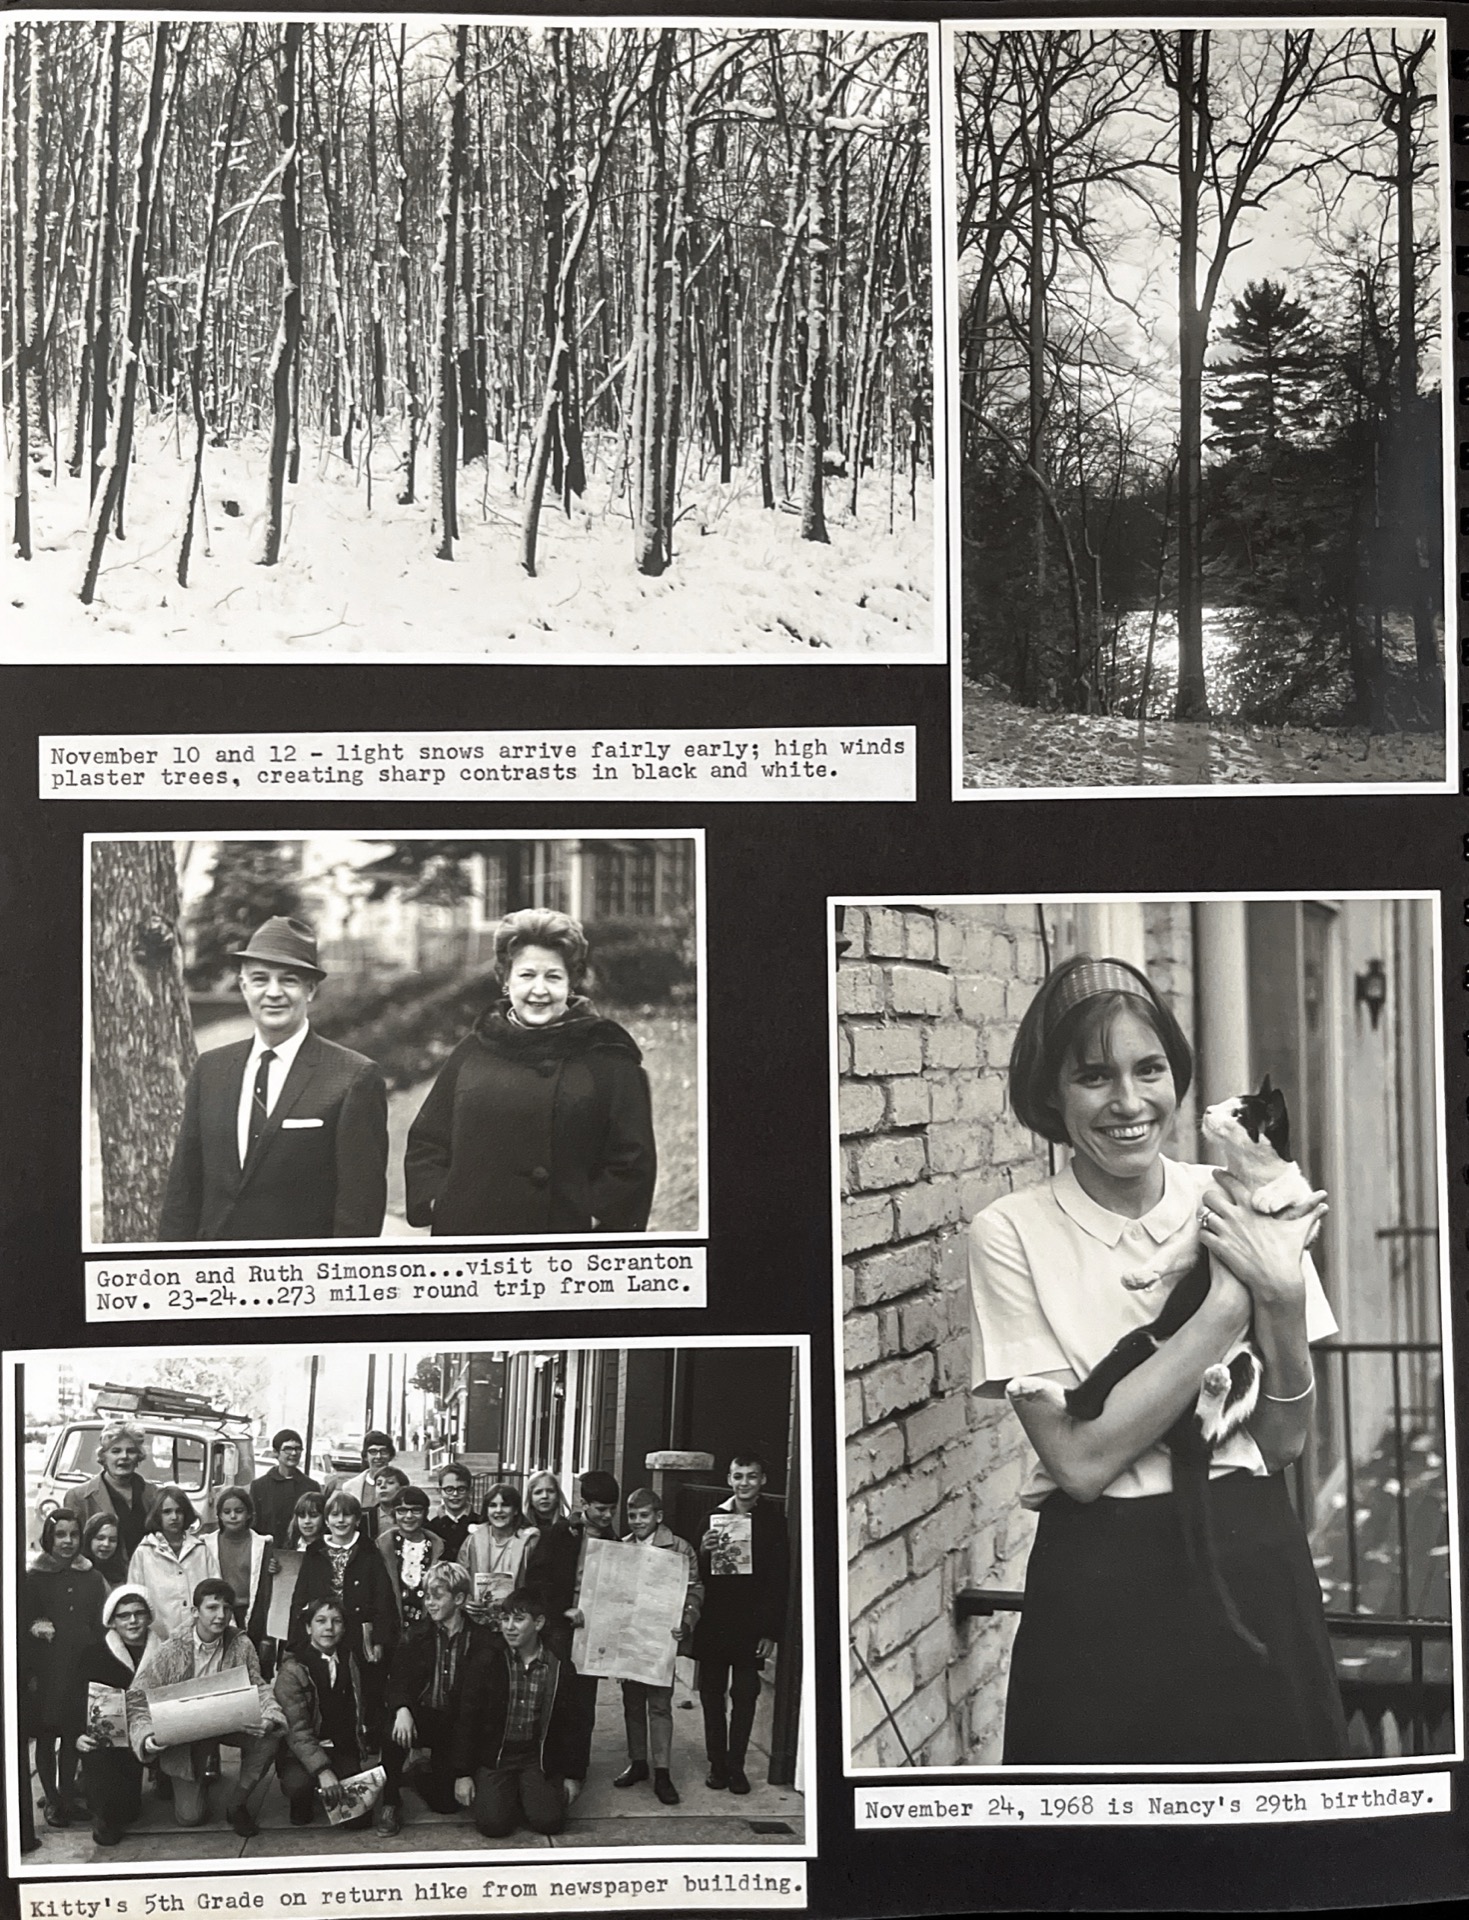 November 10 and 12 - light snows arrive fairly early; high winds
plaster trees, creating sharp contrasts in black and white.
Gordon and Ruth Simonson...visit to Scranton
Nov. 23-24...273 miles round trip from Lanc.
November 24, 1968 is Nancy's 29th birthday.
Kitty's 5th Grade on return hike from newspaper building.